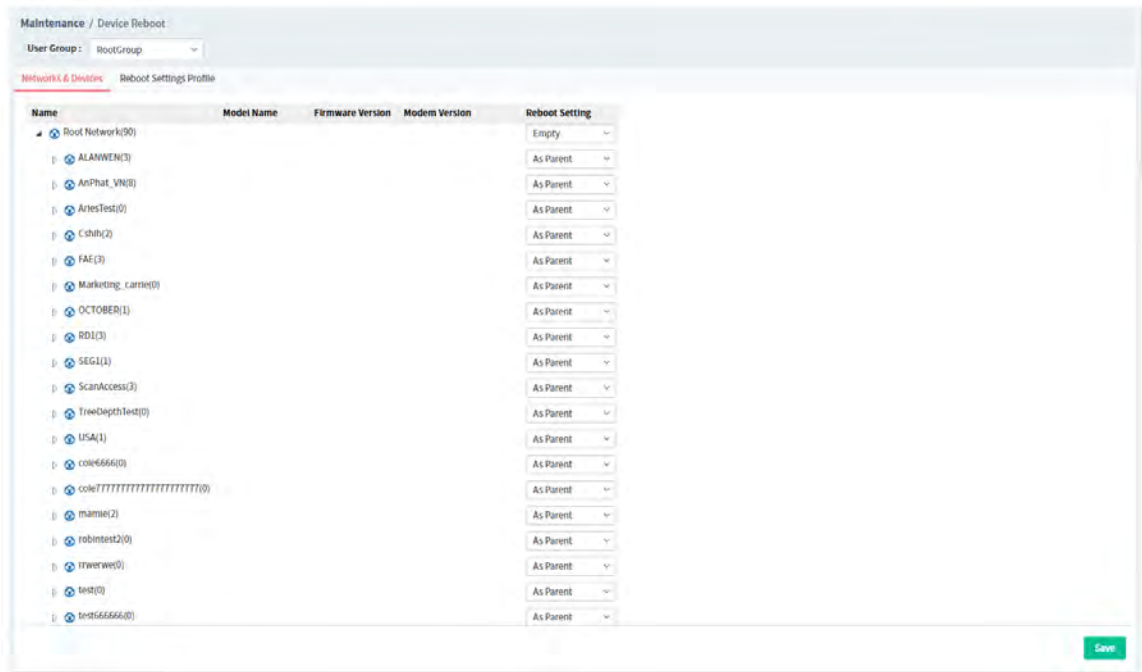 Maintenance / Device Reboot
User Group : RootGroup
Networks & Devices Reboot Settings Profile
Name Model Name Firmware Version Modem Version Reboot Setting
Root Network(90) Empty
ALANWEN(3) As Parent
AnPhat_VN(8) As Parent
AriesTest(0) As Parent
Cshih(2) As Parent
FAE(3) As Parent
Marketing_carrie(0) As Parent
OCTOBER(1) As Parent
RD1(3) As Parent
SEG1(1) As Parent
ScanAccess(3) As Parent
TreeDepthTest(0) As Parent
USA(1) As Parent
cole6666(0) As Parent
As Parent
mamie(2) As Parent
robintest2(0) As Parent
rrwerwe(0) As Parent
test(0) As Parent
test666666(0) As Parent
Save